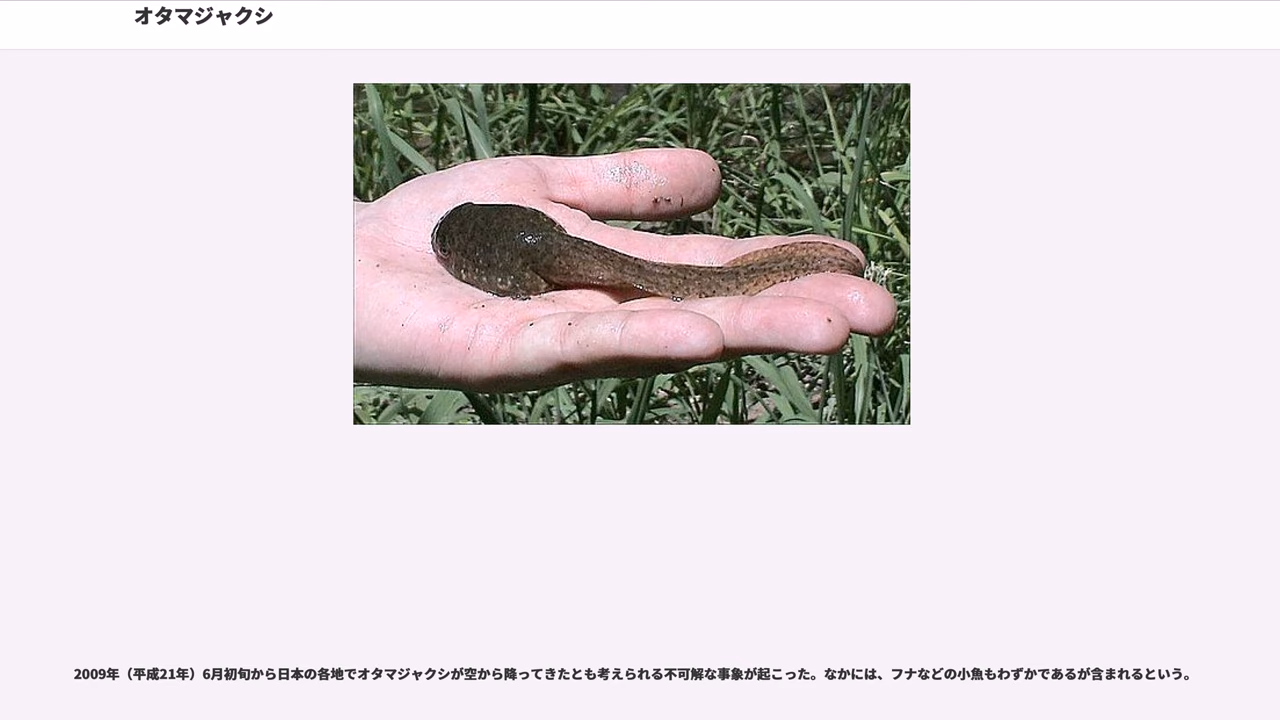 オタマジャクシ
2009年（平成21年）6月初旬から日本の各地でオタマジャクシが空から降ってきたとも考えられる不可解な事象が起こった。なかには、フナなどの小魚もわずかであるが含まれるという。